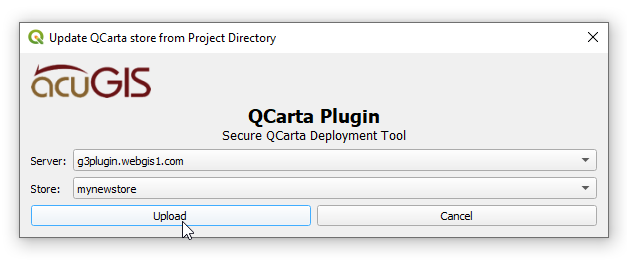 Update QCarta store from Project Directory
acuGIS
QCarta Plugin
Secure QCarta Deployment Tool
Server: g3plugin.webgis1.com
Store: mynewstore
Upload Cancel